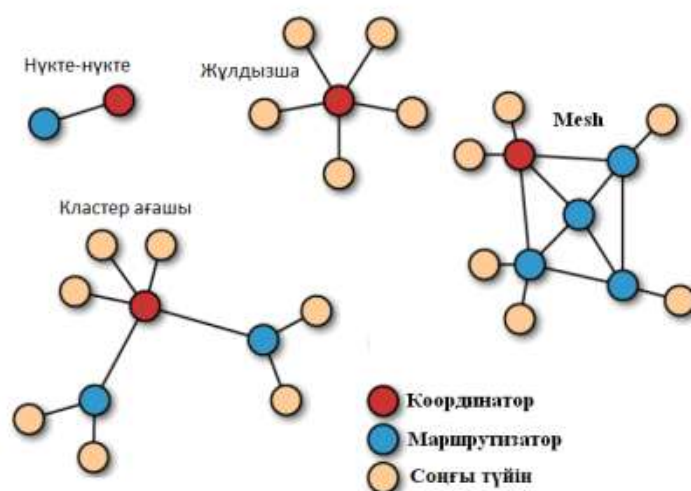 Нүкте-нүкте
Жұлдызша
Mesh
Кластер ағашы
Координатор
Маршрутизатор
Соңғы түйін